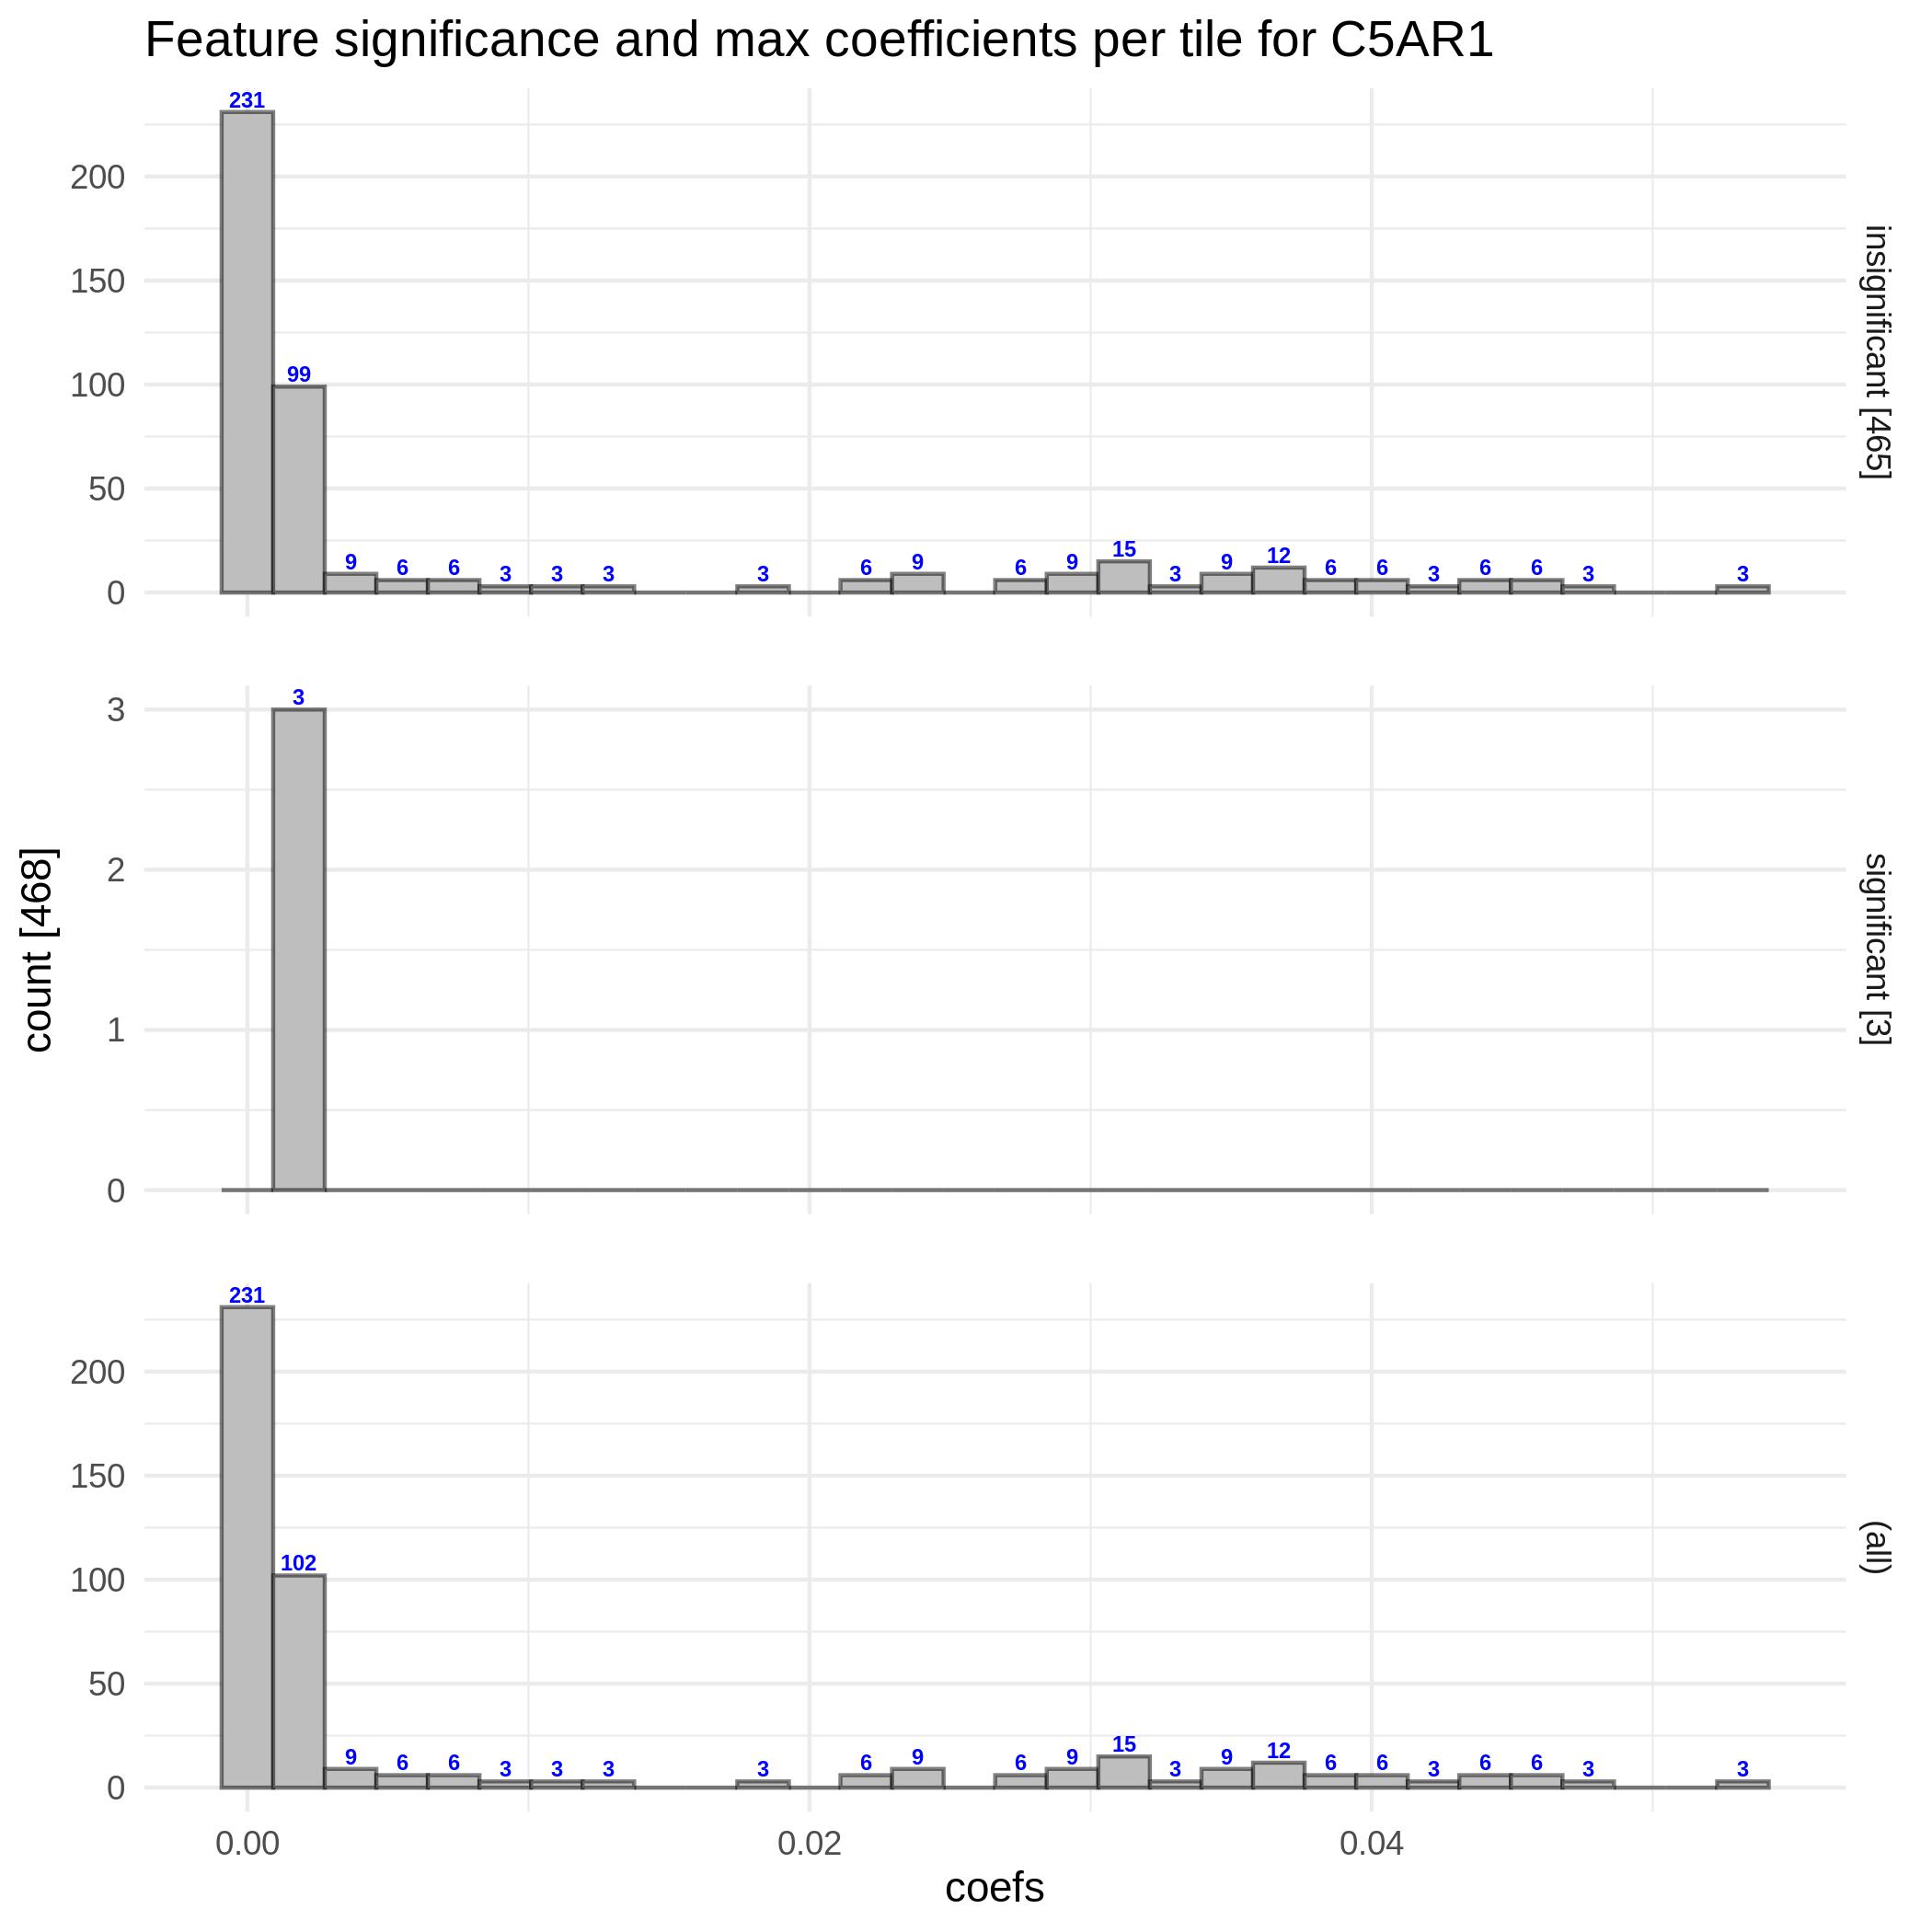 Feature significance and max coefficients per tile for C5AR1
231
200
150
100
50
0
99
9 6 6 3 3 3 3 6 9 6 9 15 3 9 12 6 6 3 6 6 3 3
insignificant [465]
3
3
2
1
0
significant [3]
count [468]
231
200
150
100
50
0
102
9 6 6 3 3 3 3 6 9 6 9 15 3 9 12 6 6 3 6 6 3 3
(all)
0.00 0.02 0.04
coefs